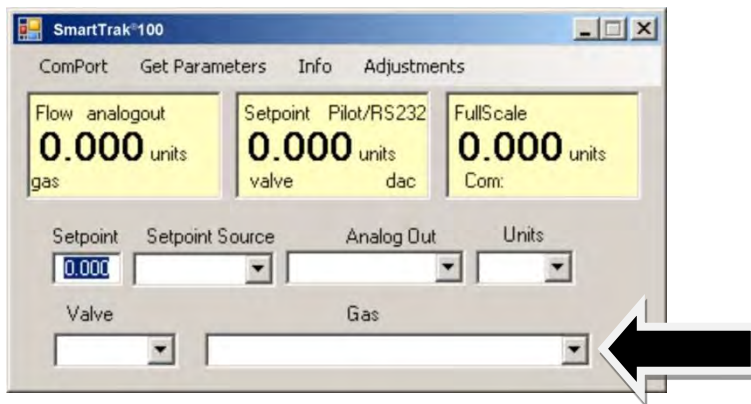 SmartTrak®100
ComPort Get Parameters Info Adjustments
Flow analogout
0.000 units
gas
Setpoint Pilot/RS232
0.000 units
valve dac
FullScale
0.000 units
Com:
Setpoint Setpoint Source Analog Out Units
0.000
Valve Gas